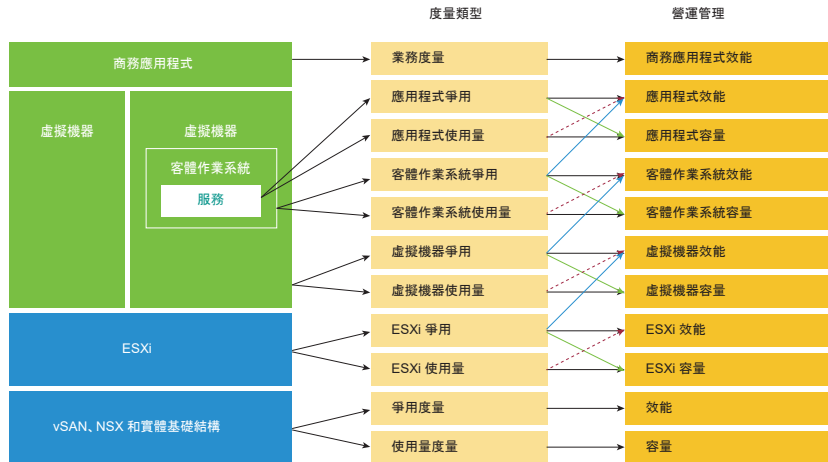 度量類型
營運管理
商務應用程式
業務度量
商務應用程式效能
虛擬機器
虛擬機器
客體作業系統
服務
應用程式爭用
應用程式效能
應用程式使用量
應用程式容量
客體作業系統爭用
客體作業系統效能
客體作業系統使用量
客體作業系統容量
虛擬機器爭用
虛擬機器效能
虛擬機器使用量
虛擬機器容量
ESXi
ESXi 爭用
ESXi 效能
ESXi 使用量
ESXi 容量
vSAN、NSX 和實體基礎結構
爭用度量
效能
使用量度量
容量